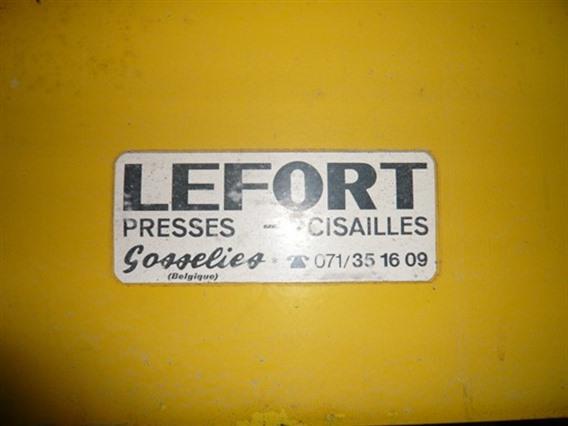 LEFORT
PRESSES - CISAILLES
Gosselies ☎ 071/35 16 09
(Belgique)